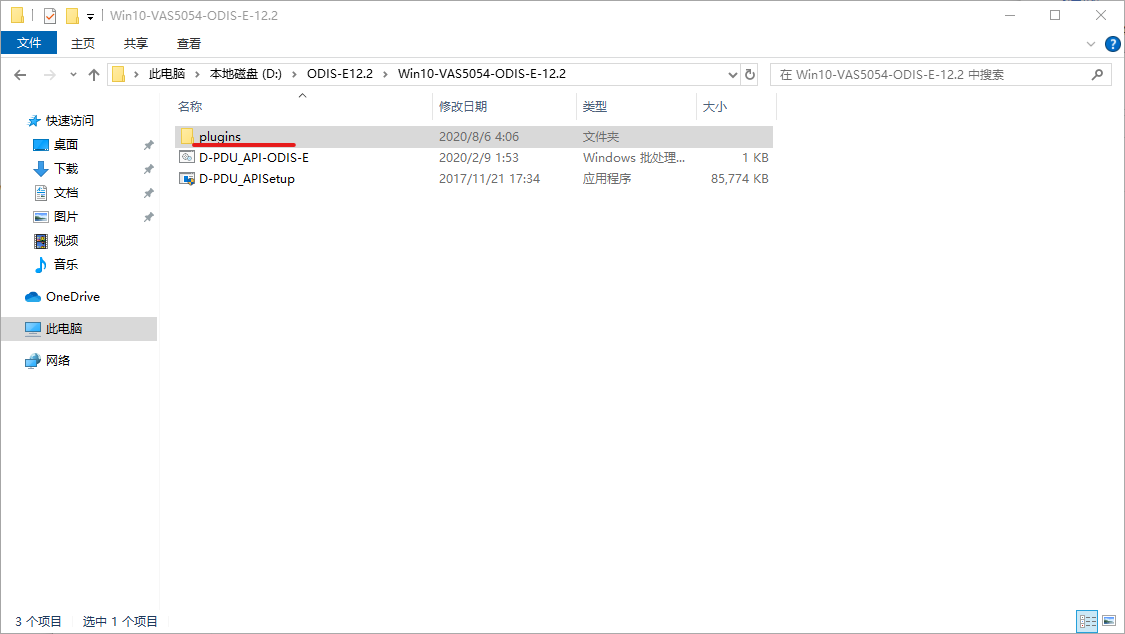 Win10-VAS5054-ODIS-E-12.2
文件 主页 共享 查看
此电脑 本地磁盘 (D:) ODIS-E12.2 Win10-VAS5054-ODIS-E-12.2 在 Win10-VAS5054-ODIS-E-12.2 中搜索
名称 修改日期 类型 大小
快速访问
桌面
下载
文档
图片
视频
音乐
OneDrive
此电脑
网络
plugins 2020/8/6 4:06 文件夹
D-PDU_API-ODIS-E 2020/2/9 1:53 Windows 批处理... 1 KB
D-PDU_APISetup 2017/11/21 17:34 应用程序 85,774 KB
3 个项目 选中 1 个项目